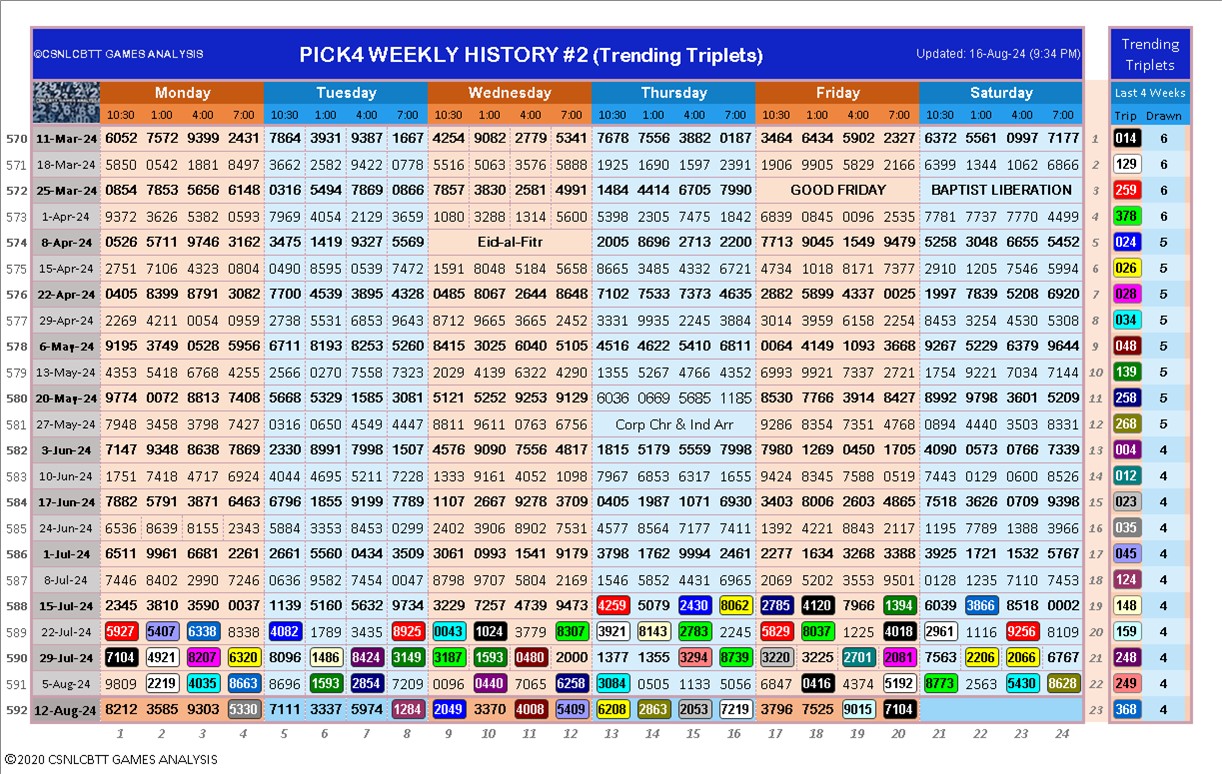 ©CSNLCBTT GAMES ANALYSIS PICK4 WEEKLY HISTORY #2 (Trending Triplets) Updated: 16-Aug-24 (9:34 PM) Trending Triplets
Monday Tuesday Wednesday Thursday Friday Saturday Last 4 Weeks
10:30 1:00 4:00 7:00 10:30 1:00 4:00 7:00 10:30 1:00 4:00 7:00 10:30 1:00 4:00 7:00 10:30 1:00 4:00 7:00 10:30 1:00 4:00 7:00 Trip Drawn
570 11-Mar-24 6052 7572 9399 2431 7864 3931 9387 1667 4254 9082 2779 5341 7678 7556 3882 0187 3464 6434 5902 2327 6372 5561 0997 7177 1 014 6
571 18-Mar-24 5850 0542 1881 8497 3662 2582 9422 0776 5516 5063 3576 5888 1925 1690 1597 2391 1906 9905 5829 2166 6399 1344 1062 6866 2 129 6
572 25-Mar-24 0854 7853 5656 6148 0316 5494 7869 0866 7857 3830 2581 4991 1484 4414 6705 7990 GOOD FRIDAY BAPTIST LIBERATION 3 259 6
573 1-Apr-24 9372 3626 5382 0593 7969 4054 2129 3659 1080 3288 1314 5600 5398 2305 7475 1842 6839 0845 0096 2535 7781 7737 7770 4499 4 378 6
574 8-Apr-24 0526 5711 9746 3162 3475 1419 9327 5569 Eid-al-Fitr 2005 8696 2713 2200 7713 9045 1549 9479 5258 3048 6655 5452 5 024 5
575 15-Apr-24 2751 7106 4323 0804 0490 8595 0539 7472 1591 8048 5184 5658 8665 3485 4332 6721 4734 1018 8171 7377 2910 1205 7546 5994 6 026 5
576 22-Apr-24 0405 8399 8791 3082 7700 4539 3895 4328 0485 8067 2644 8648 7102 7533 7373 4635 2882 5899 4337 0025 1997 7839 5208 6920 7 028 5
577 29-Apr-24 2269 4211 0054 0959 2738 5531 6853 9643 8712 9665 3665 2452 3331 9935 2245 3884 3014 3959 6158 2254 8453 3254 4530 5308 8 034 5
578 6-May-24 9195 3749 0528 5956 6711 8193 8253 5260 8415 3025 6040 5105 4516 4622 5410 6811 0064 4149 1093 3668 9267 5229 6379 9644 9 048 5
579 13-May-24 4353 5418 6768 4255 2566 0270 7558 7323 2029 4139 6322 4290 1355 5267 4766 4352 6993 9921 7337 2721 1754 9221 7034 7144 10 139 5
580 20-May-24 9774 0072 8813 7408 5668 5329 1585 3081 5121 5252 9253 9129 6036 0669 5685 1185 8530 7766 3914 8427 8992 9798 3601 5209 11 258 5
581 27-May-24 7948 3458 3798 7427 0316 0650 4549 4447 8811 9611 0763 6756 Corp Chr & Ind Arr 9286 8354 7351 4768 0894 4440 3503 8331 12 268 5
582 3-Jun-24 7147 9348 8638 7869 2330 8991 7998 1507 4576 9090 7556 4817 1815 5179 5559 7998 7980 1269 0450 1705 4090 0573 0766 7339 13 004 4
583 10-Jun-24 1751 7418 4717 6924 4044 4695 5211 7228 1333 9161 4052 1098 7967 6853 6317 1655 9424 8345 7580 0519 7443 0129 0600 8526 14 012 4
584 17-Jun-24 7882 5791 3871 6463 6796 1855 9199 7789 1107 2667 9278 3709 0405 1987 1071 6930 3403 8006 2603 4865 7518 3626 0709 9398 15 023 4
585 24-Jun-24 6536 8639 8155 2343 5884 3353 8453 0299 2402 3906 8902 7531 4577 8564 7177 7411 1392 4221 8843 2117 1195 7789 1388 3966 16 035 4
586 1-Jul-24 6511 9961 6681 2261 2661 5560 0434 3509 3061 0993 1541 9179 3798 1762 9994 2461 2277 1634 3268 3388 3925 1721 1532 5767 17 045 4
587 8-Jul-24 7446 8402 2990 7246 0636 9582 7454 0047 8798 9707 5804 2169 1546 5852 4431 6965 2069 5202 3553 9501 0128 1235 7110 7453 18 124 4
588 15-Jul-24 2345 3810 3590 0037 1139 5160 5632 9734 3229 7257 4739 9473 4259 5079 2430 8062 2785 4120 7966 1394 6039 3866 8518 0002 19 148 4
589 22-Jul-24 5927 5407 6338 8338 4082 1789 3435 8925 0043 1024 3779 8307 3921 8143 2783 2245 5829 8037 1225 4018 2961 1116 9256 8109 20 159 4
590 29-Jul-24 7104 4921 8207 6320 8096 1486 8424 3149 3187 1593 0480 2000 1377 1355 3294 8739 3220 3225 2701 2081 7563 2206 2066 6767 21 248 4
591 5-Aug-24 9809 2219 4035 8663 8696 1593 2854 7209 0096 0440 7065 6258 3084 0505 1133 5056 6847 0416 4374 5192 8773 2563 5430 8628 22 249 4
592 12-Aug-24 8212 3585 9303 5330 7111 3337 5974 1284 2049 3370 4008 5409 6208 2863 2053 7219 3796 7525 9015 7104 23 368 4
1 2 3 4 5 6 7 8 9 10 11 12 13 14 15 16 17 18 19 20 21 22 23 24
©2020 CSNLCBTT GAMES ANALYSIS